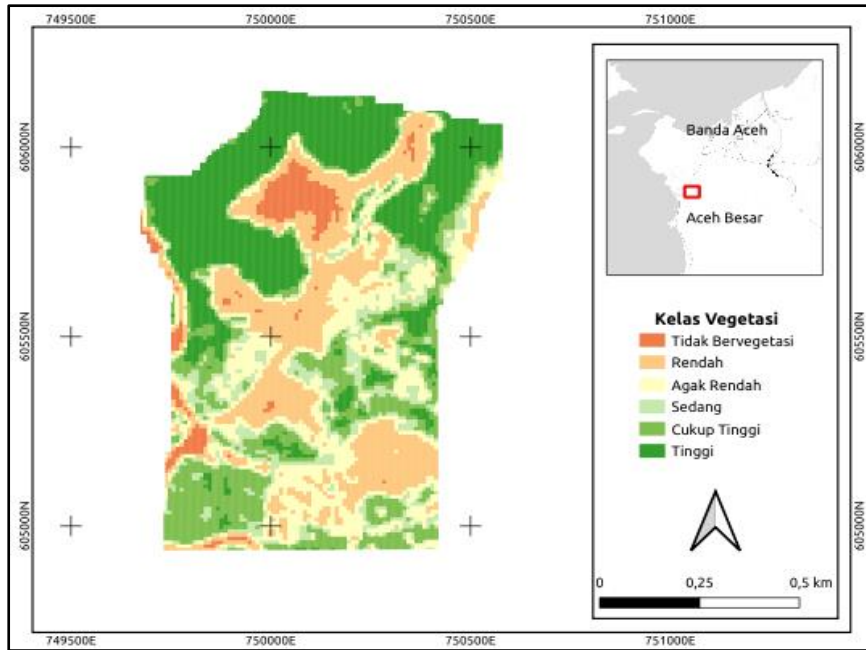 749500E 750000E 750500E 751000E
606000N 606000N
Banda Aceh
Aceh Besar
Kelas Vegetasi
Tidak Bervegetasi
Rendah
Agak Rendah
Sedang
Cukup Tinggi
Tinggi
605500N 605500N
605000N 605000N
0 0,25 0,5 km
749500E 750000E 750500E 751000E